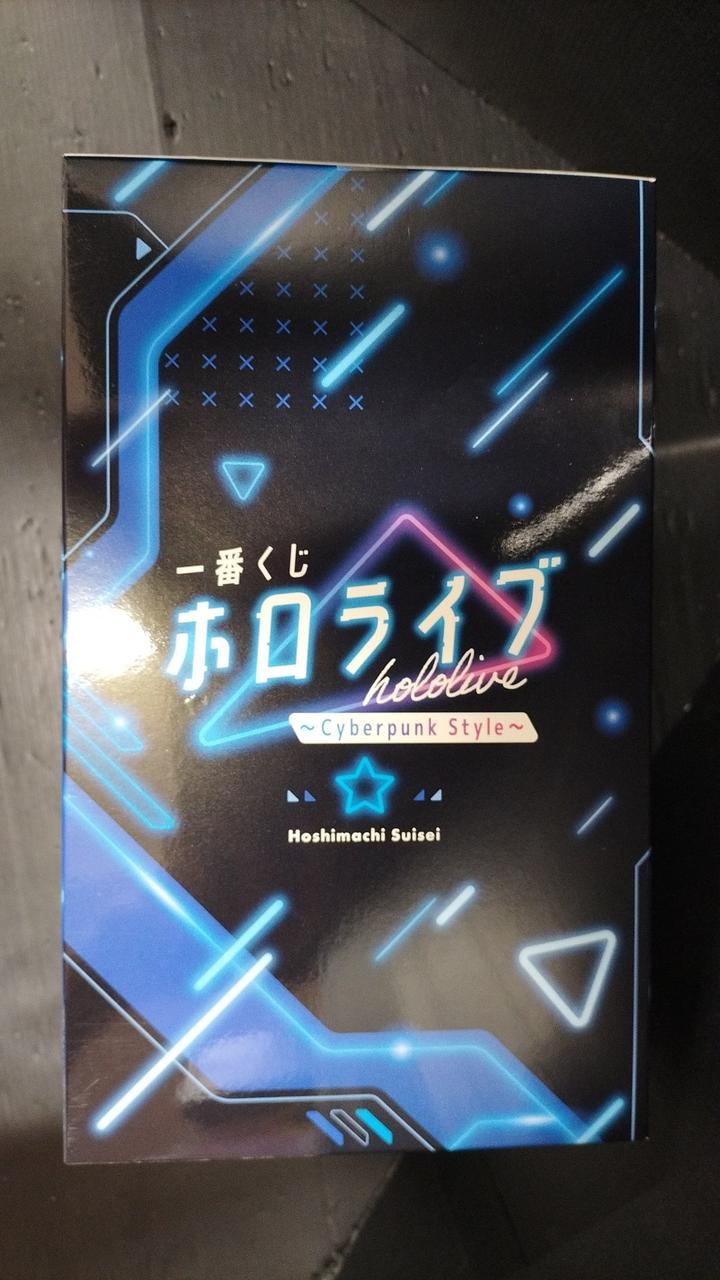 一番くじ
ホロライブ
hololive
~Cyberpunk Style~
Hoshimachi Suisei